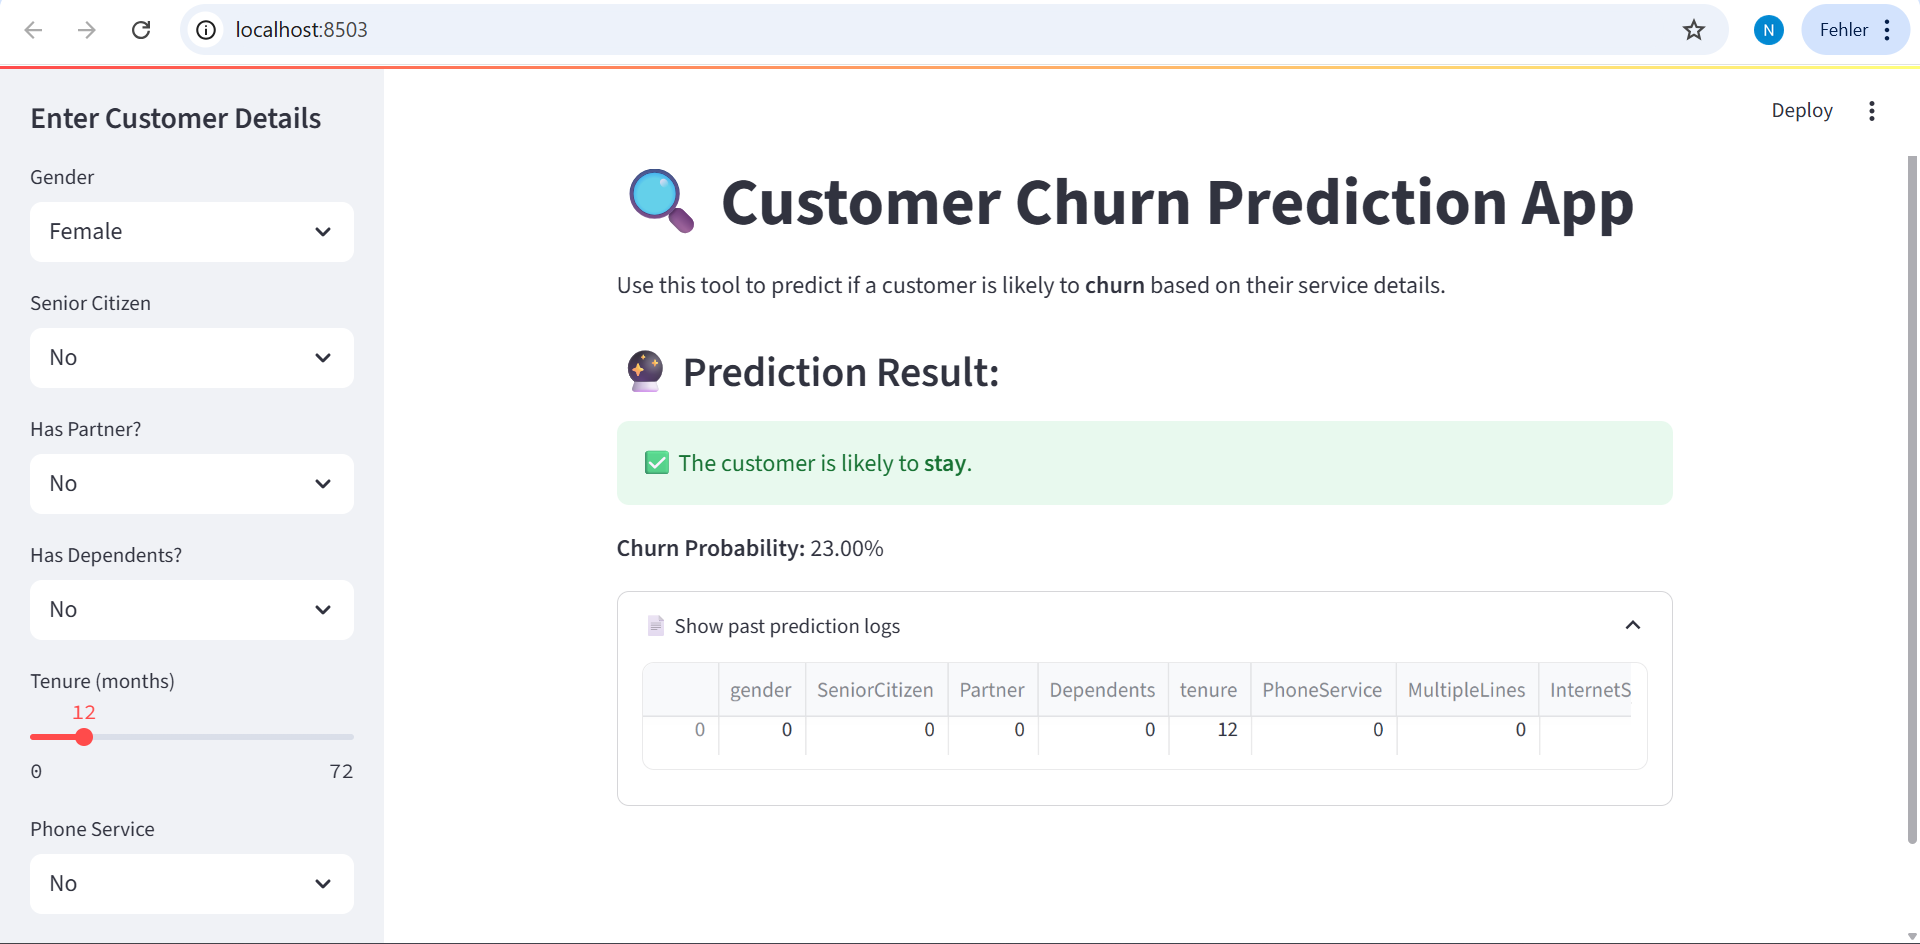 localhost:8503
N
Fehler
Enter Customer Details
Gender
Female
Senior Citizen
No
Has Partner?
No
Has Dependents?
No
Tenure (months)
12
0 72
Phone Service
No
Deploy
Customer Churn Prediction App
Use this tool to predict if a customer is likely to churn based on their service details.
Prediction Result:
The customer is likely to stay.
Churn Probability: 23.00%
Show past prediction logs
gender SeniorCitizen Partner Dependents tenure PhoneService MultipleLines InternetS
0 0 0 0 0 12 0 0